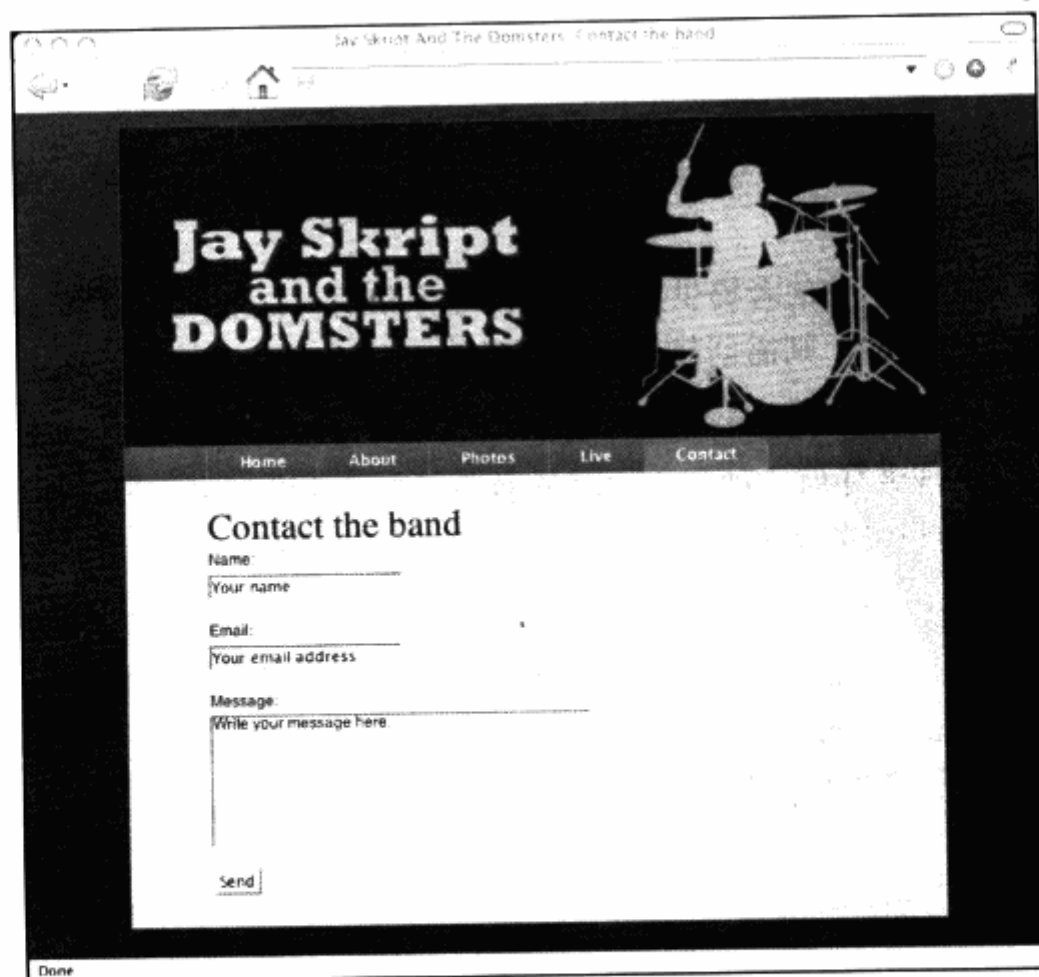 Jay Skript And The Domsters: Contact the band
Jay Skript
and the
DOMSTERS
Home About Photos Live Contact
Contact the band
Name:
Your name
Email:
Your email address
Message:
Write your message here.
Send
Done